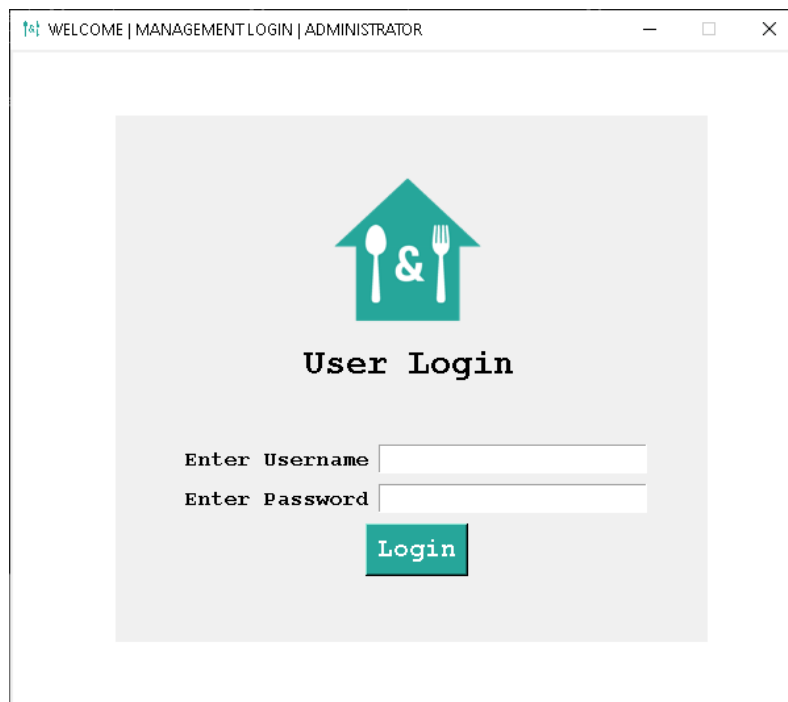 WELCOME | MANAGEMENT LOGIN | ADMINISTRATOR
&
User Login
Enter Username
Enter Password
Login